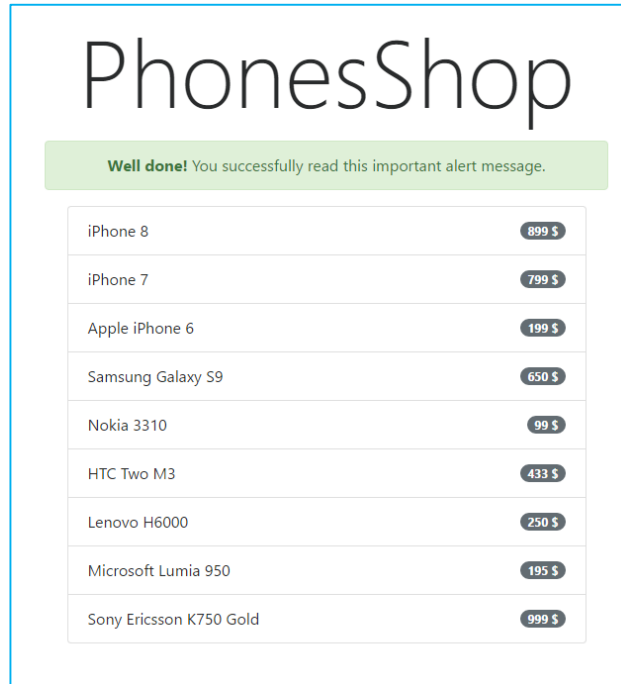 PhonesShop
Well done! You successfully read this important alert message.
iPhone 8 899 $
iPhone 7 799 $
Apple iPhone 6 199 $
Samsung Galaxy S9 650 $
Nokia 3310 99 $
HTC Two M3 433 $
Lenovo H6000 250 $
Microsoft Lumia 950 195 $
Sony Ericsson K750 Gold 999 $